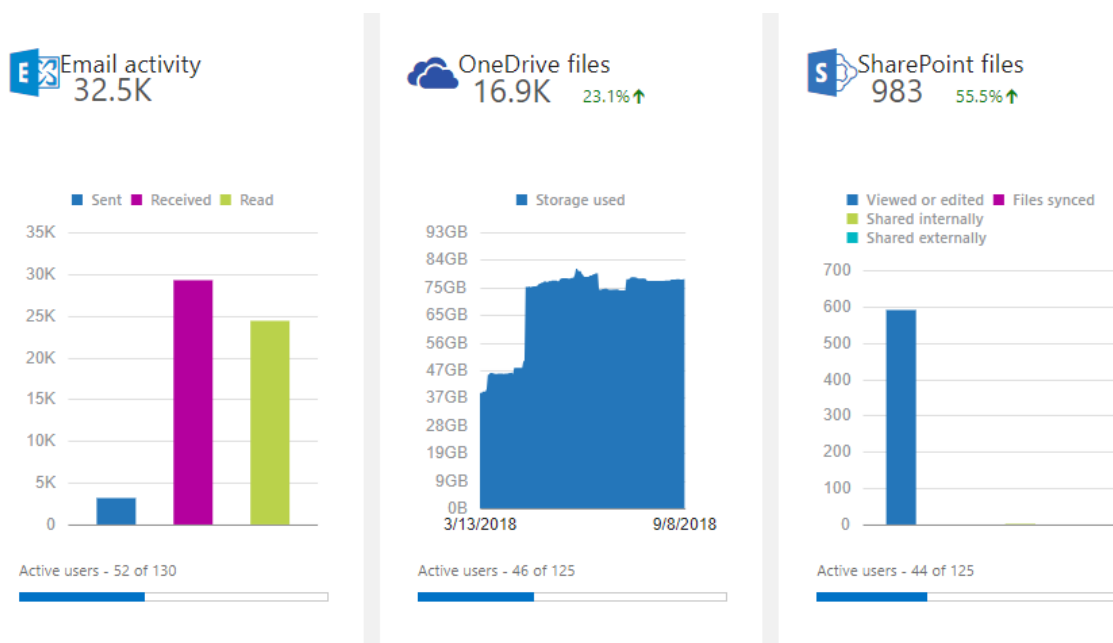 Email activity
32.5K
Sent Received Read
35K
30K
25K
20K
15K
10K
5K
0
Active users - 52 of 130
OneDrive files
16.9K 23.1%↑
Storage used
93GB
84GB
75GB
65GB
56GB
47GB
37GB
28GB
19GB
9GB
0B
3/13/2018 9/8/2018
Active users - 46 of 125
SharePoint files
983 55.5%↑
Viewed or edited Files synced
Shared internally
Shared externally
700
600
500
400
300
200
100
0
Active users - 44 of 125